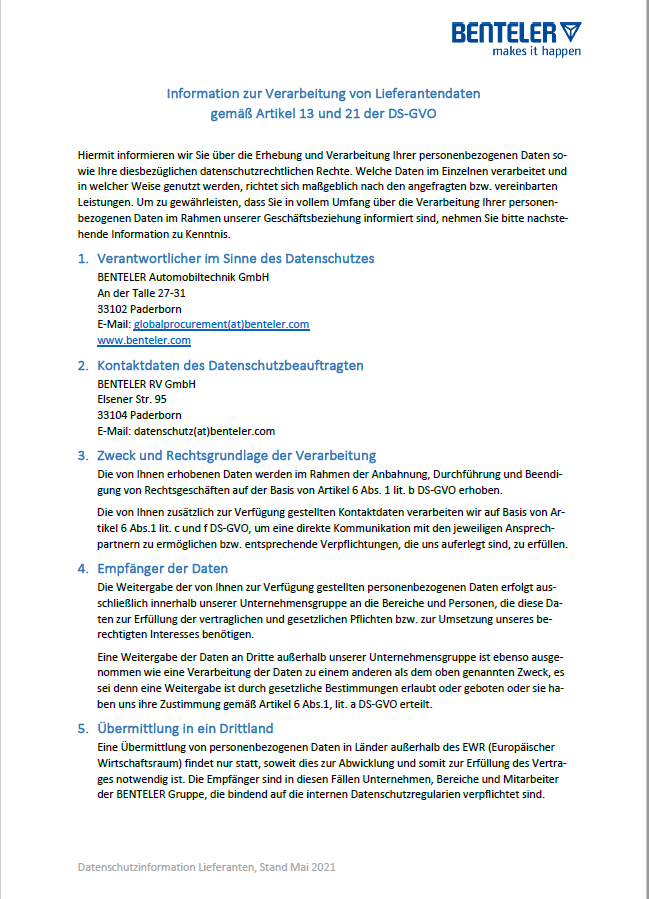 BENTELER
makes it happen
Information zur Verarbeitung von Lieferantendaten
gemäß Artikel 13 und 21 der DS-GVO
Hiermit informieren wir Sie über die Erhebung und Verarbeitung Ihrer personenbezogenen Daten so-
wie Ihre diesbezüglichen datenschutzrechtlichen Rechte. Welche Daten im Einzelnen verarbeitet und
in welcher Weise genutzt werden, richtet sich maßgeblich nach den angefragten bzw. vereinbarten
Leistungen. Um zu gewährleisten, dass Sie in vollem Umfang über die Verarbeitung Ihrer personen-
bezogenen Daten im Rahmen unserer Geschäftsbeziehung informiert sind, nehmen Sie bitte nachste-
hende Information zu Kenntnis.
1. Verantwortlicher im Sinne des Datenschutzes
BENTELER Automobiltechnik GmbH
An der Talle 27-31
33102 Paderborn
E-Mail: globalprocurement(at)benteler.com
www.benteler.com
2. Kontaktdaten des Datenschutzbeauftragten
BENTELER RV GmbH
Elsener Str. 95
33104 Paderborn
E-Mail: datenschutz(at)benteler.com
3. Zweck und Rechtsgrundlage der Verarbeitung
Die von Ihnen erhobenen Daten werden im Rahmen der Anbahnung, Durchführung und Beendi-
gung von Rechtsgeschäften auf der Basis von Artikel 6 Abs. 1 lit. b DS-GVO erhoben.
Die von Ihnen zusätzlich zur Verfügung gestellten Kontaktdaten verarbeiten wir auf Basis von Ar-
tikel 6 Abs.1 lit. c und f DS-GVO, um eine direkte Kommunikation mit den jeweiligen Ansprech-
partnern zu ermöglichen bzw. entsprechende Verpflichtungen, die uns auferlegt sind, zu erfüllen.
4. Empfänger der Daten
Die Weitergabe der von Ihnen zur Verfügung gestellten personenbezogenen Daten erfolgt aus-
schließlich innerhalb unserer Unternehmensgruppe an die Bereiche und Personen, die diese Da-
ten zur Erfüllung der vertraglichen und gesetzlichen Pflichten bzw. zur Umsetzung unseres be-
rechtigten Interesses benötigen.
Eine Weitergabe der Daten an Dritte außerhalb unserer Unternehmensgruppe ist ebenso ausge-
nommen wie eine Verarbeitung der Daten zu einem anderen als dem oben genannten Zweck, es
sei denn eine Weitergabe ist durch gesetzliche Bestimmungen erlaubt oder geboten oder sie ha-
ben uns ihre Zustimmung gemäß Artikel 6 Abs.1, lit. a DS-GVO erteilt.
5. Übermittlung in ein Drittland
Eine Übermittlung von personenbezogenen Daten in Länder außerhalb des EWR (Europäischer
Wirtschaftsraum) findet nur statt, soweit dies zur Abwicklung und somit zur Erfüllung des Vertra-
ges notwendig ist. Die Empfänger sind in diesen Fällen Unternehmen, Bereiche und Mitarbeiter
der BENTELER Gruppe, die bindend auf die internen Datenschutzregularien verpflichtet sind.
Datenschutzinformation Lieferanten, Stand Mai 2021